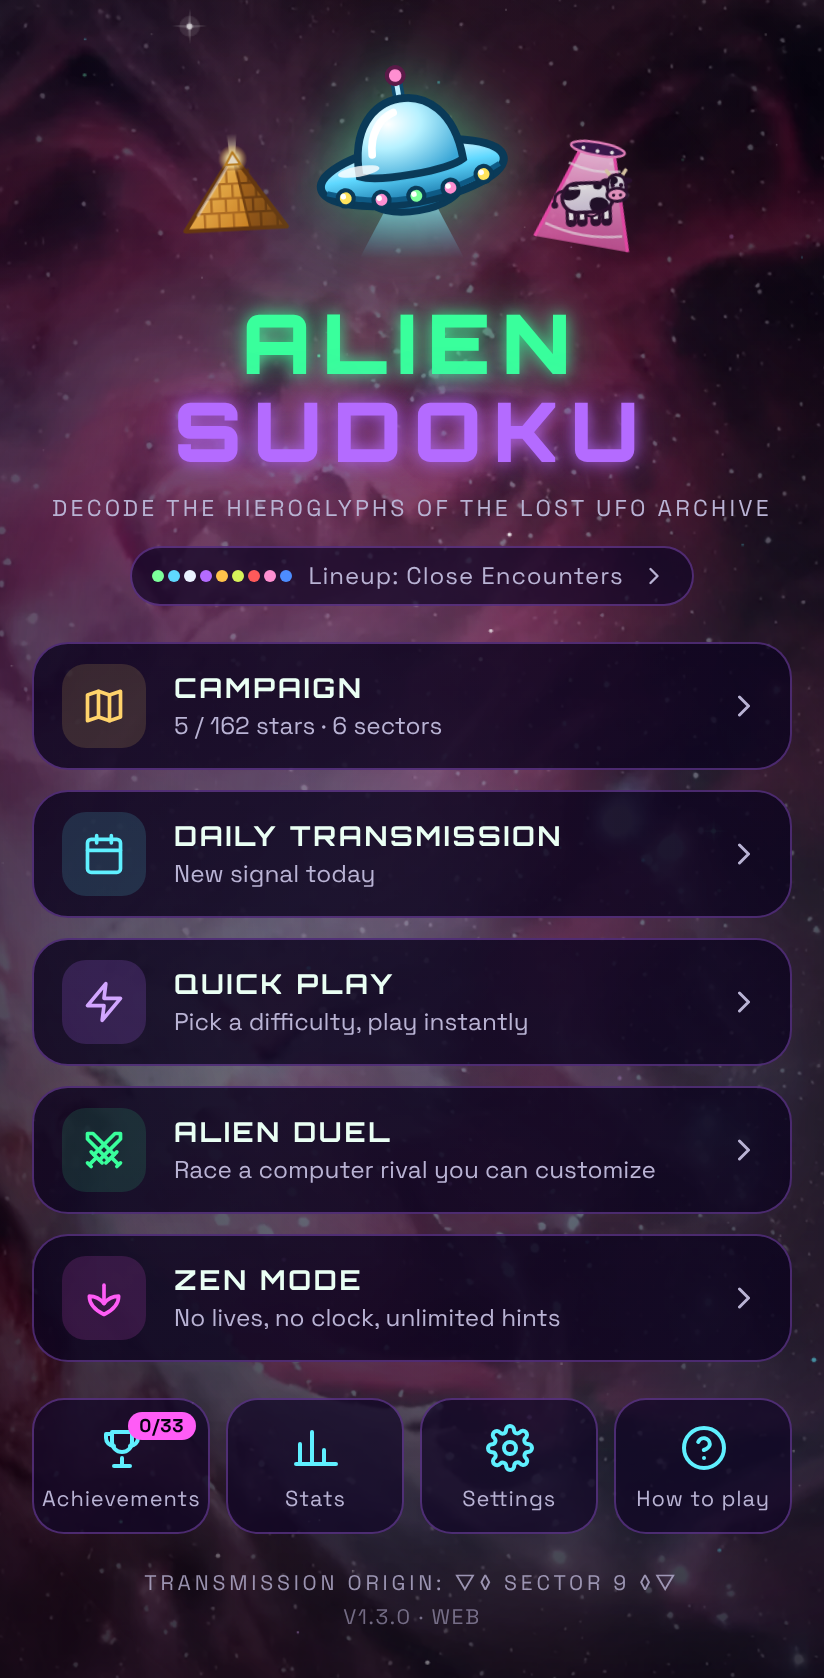 ALIEN
SUDOKU
DECODE THE HIEROGLYPHS OF THE LOST UFO ARCHIVE
Lineup: Close Encounters
CAMPAIGN
5 / 162 stars · 6 sectors
DAILY TRANSMISSION
New signal today
QUICK PLAY
Pick a difficulty, play instantly
ALIEN DUEL
Race a computer rival you can customize
ZEN MODE
No lives, no clock, unlimited hints
0/33
Achievements
Stats
Settings
How to play
TRANSMISSION ORIGIN: ▽◊ SECTOR 9 ◊▽
V1.3.0 · WEB